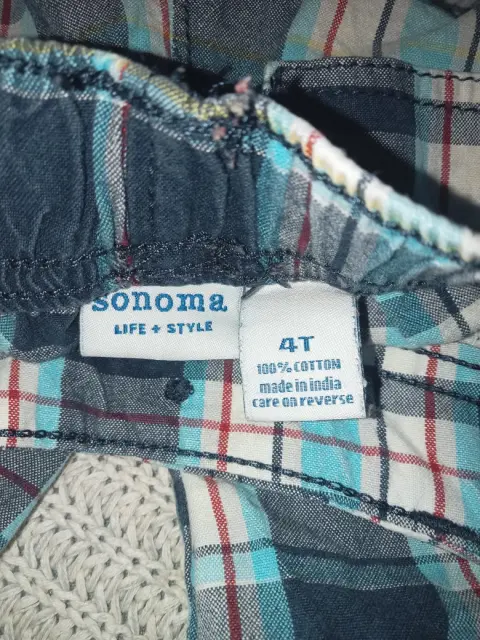 sonoma
LIFE + STYLE
4T
100% COTTON
made in india
care on reverse